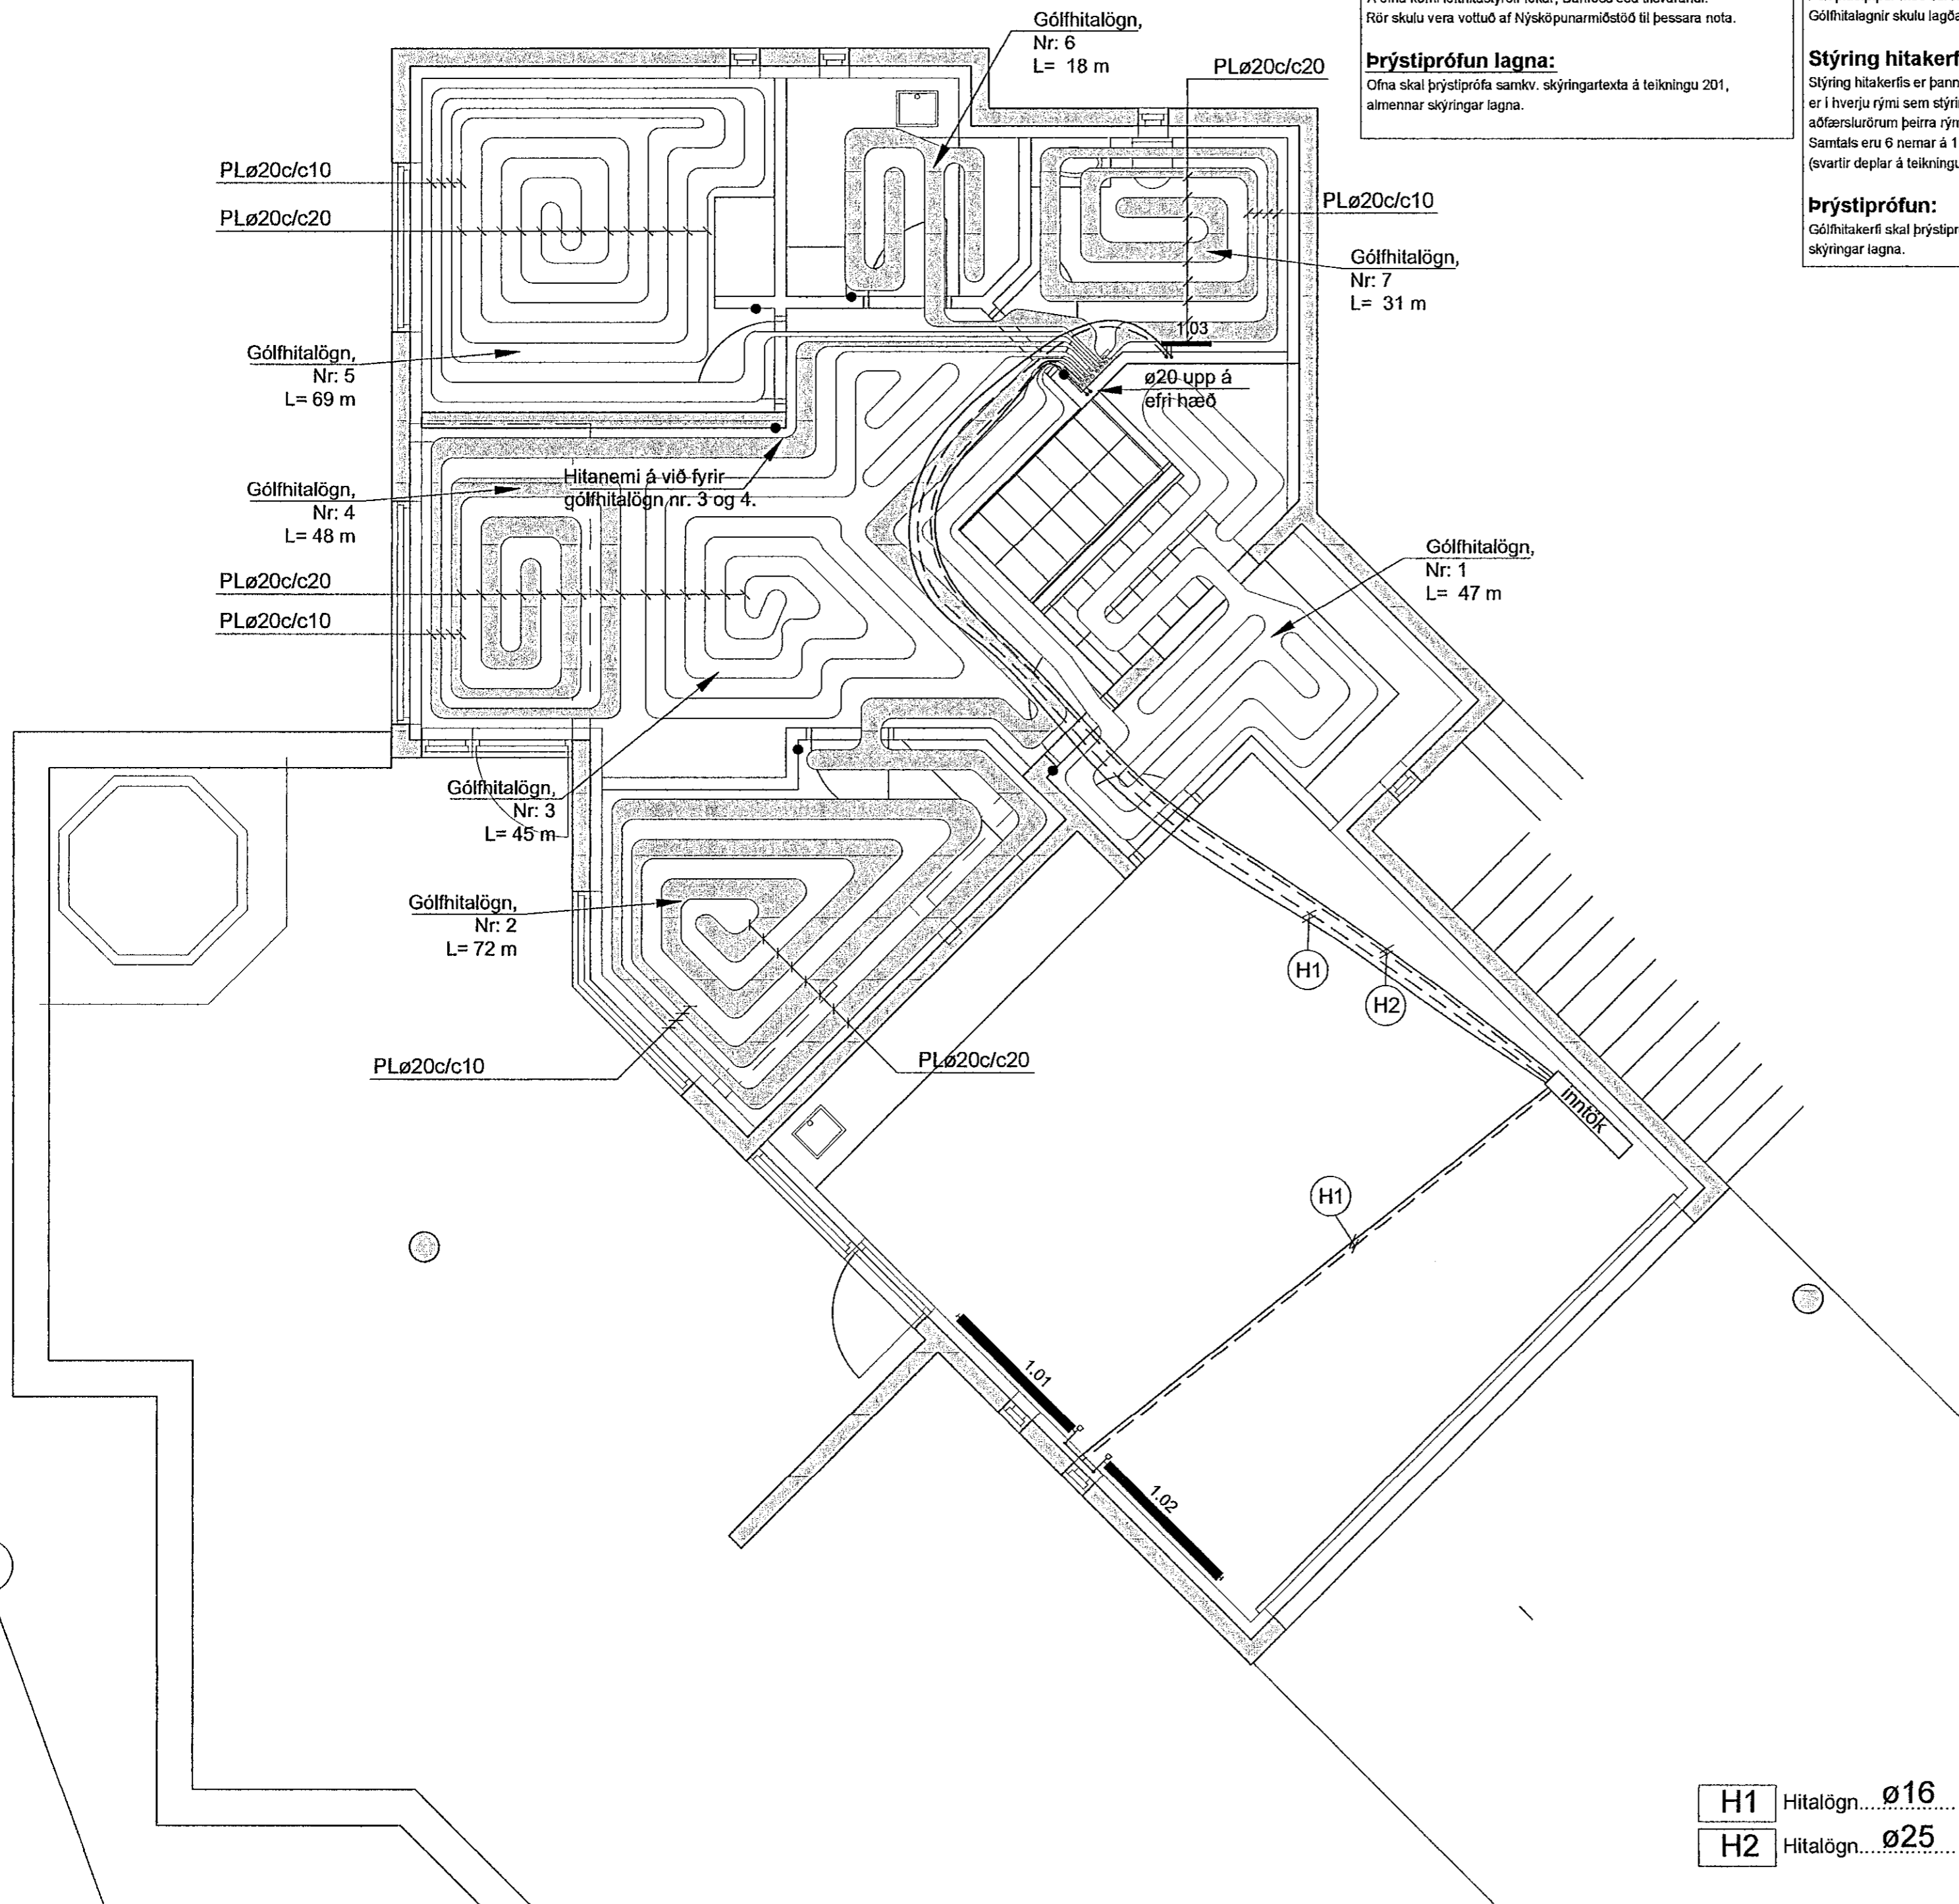 Rör skulu vera vottuð af Nýsköpunarmiðstöð til þessara nota.
Þrýstiprófun lagna:
Ofna skal þrýstiprófa samkv. skýringartexta á teikningu 201,
almennar skýringar lagna.
Gólfhitalagnir skulu lagða
Stýring hitakerf
Stýring hitakerfis er þann
er í hverju rými sem stýri
aðfærslurörum þeirra rým
Samtals eru 6 nemar á 1
(svartir deplar á teikningu
Þrýstiprófun:
Gólfhitakerfi skal þrýstipr
skýringar lagna.
Gólfhitalögn,
Nr: 6
L= 18 m
PLø20c/c20
PLø20c/c10
PLø20c/c20
PLø20c/c10
Gólfhitalögn,
Nr: 7
L= 31 m
1.03
Gólfhitalögn,
Nr: 5
L= 69 m
ø20 upp á
efri hæð
Hitanemi á við fyrir
gólfhitalögn nr. 3 og 4.
Gólfhitalögn,
Nr: 4
L= 48 m
Gólfhitalögn,
Nr: 1
L= 47 m
PLø20c/c20
PLø20c/c10
Gólfhitalögn,
Nr: 3
L= 45 m
Gólfhitalögn,
Nr: 2
L= 72 m
H1
H2
PLø20c/c10
PLø20c/c20
inntök
H1
1.01
1.02
H1 Hitalögn....ø16....
H2 Hitalögn....ø25....